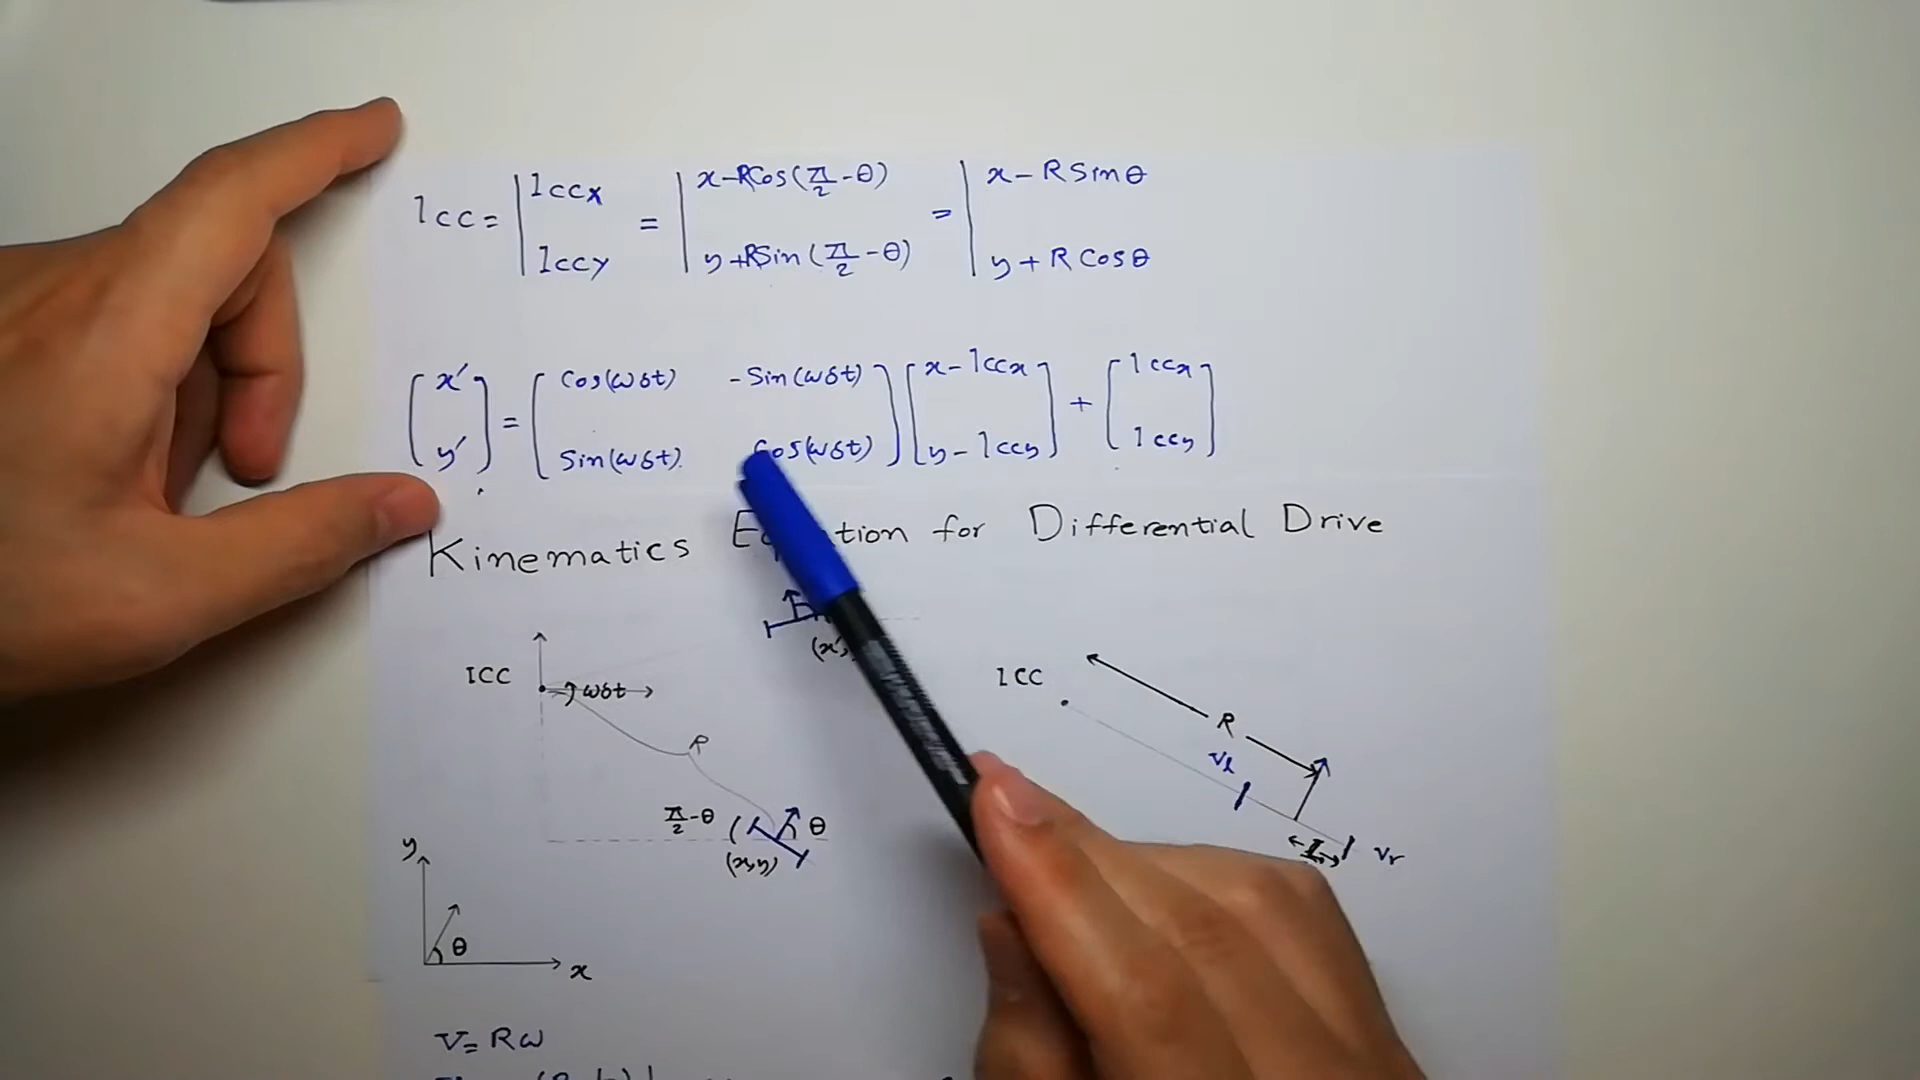 ICC = | ICCx = | x-RCos(π/2-θ) = | x-RSinθ
ICCy y+RSin(π/2-θ) y+RCosθ
[x' = [Cos(ωδt) -Sin(ωδt)] [x-ICCx] + [ICCx]
y'] Sin(ωδt) Cos(ωδt) y-ICCy ICCy
Kinematics for Differential Drive
(x',
ICC
ωδt
R
π/2-θ
θ
(x,y)
ICC
R
Vl
Vr
y
θ
x
V=Rω